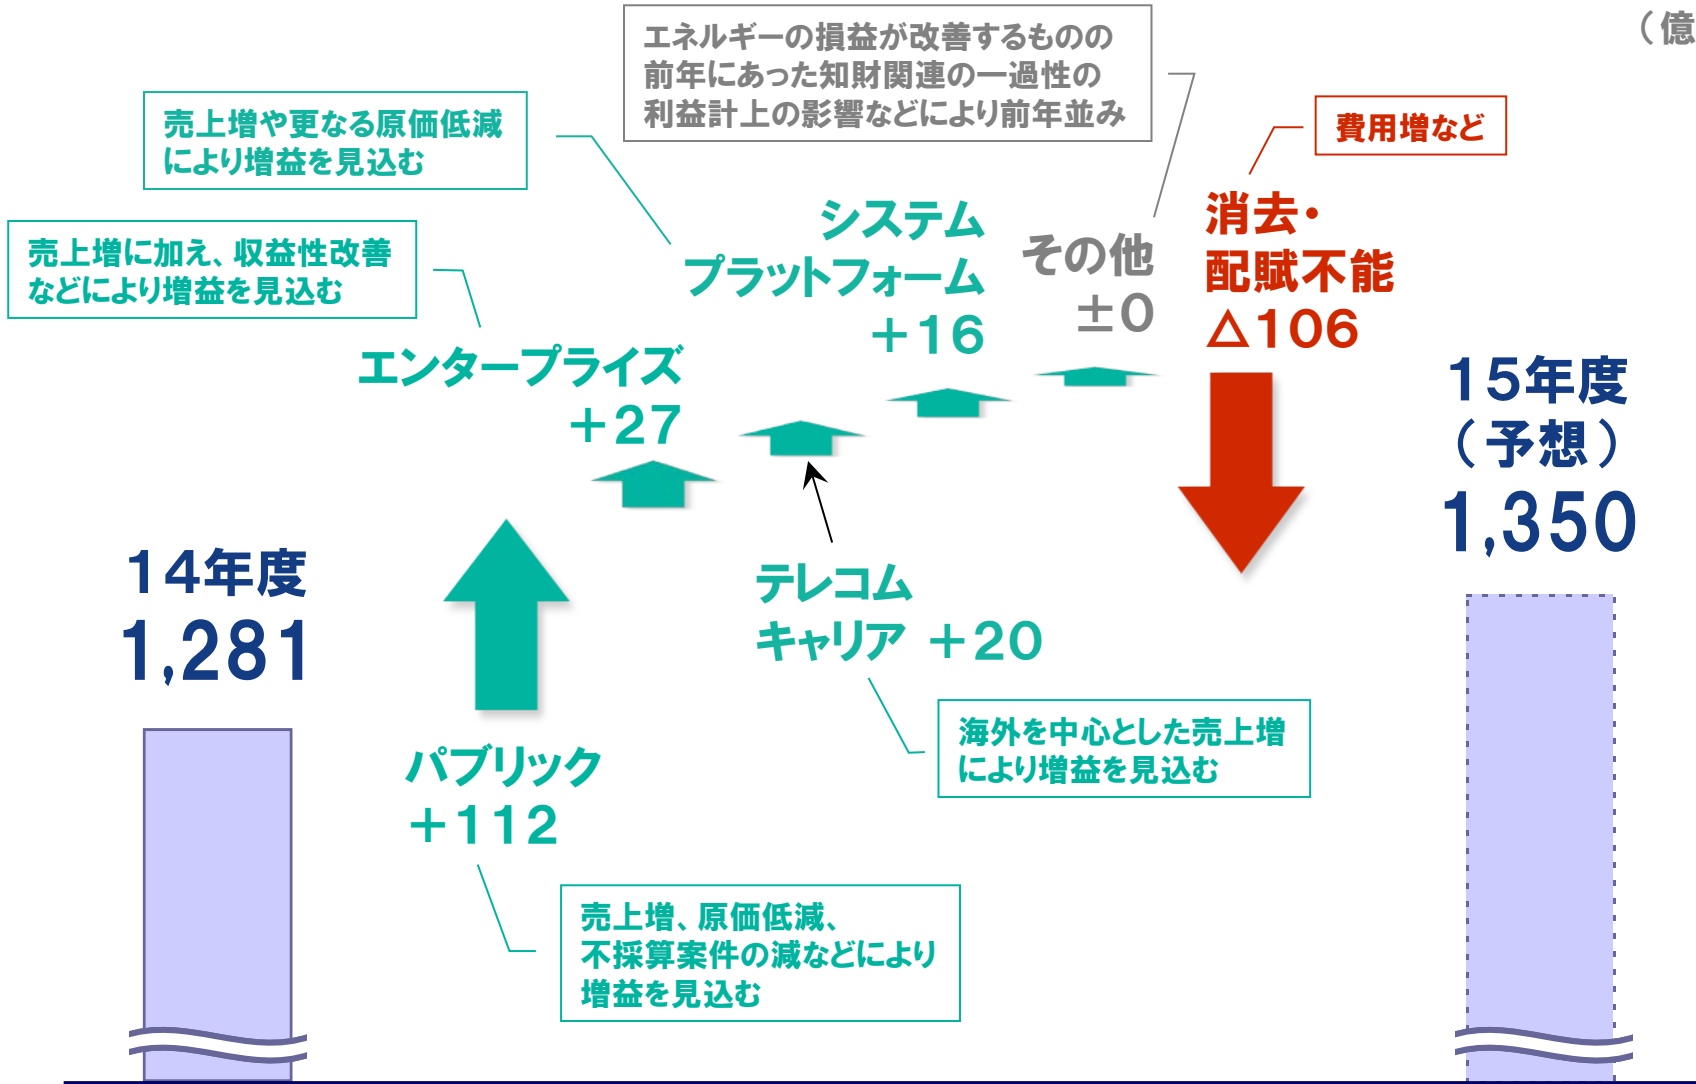 （億
エネルギーの損益が改善するものの
前年にあった知財関連の一過性の
利益計上の影響などにより前年並み
売上増や更なる原価低減
により増益を見込む
費用増など
売上増に加え、収益性改善
などにより増益を見込む
システム
プラットフォーム
＋16
その他
±0
消去・
配賦不能
△106
エンタープライズ
＋27
15年度
（予想）
1,350
14年度
1,281
テレコム
キャリア ＋20
海外を中心とした売上増
により増益を見込む
パブリック
＋112
売上増、原価低減、
不採算案件の減などにより
増益を見込む